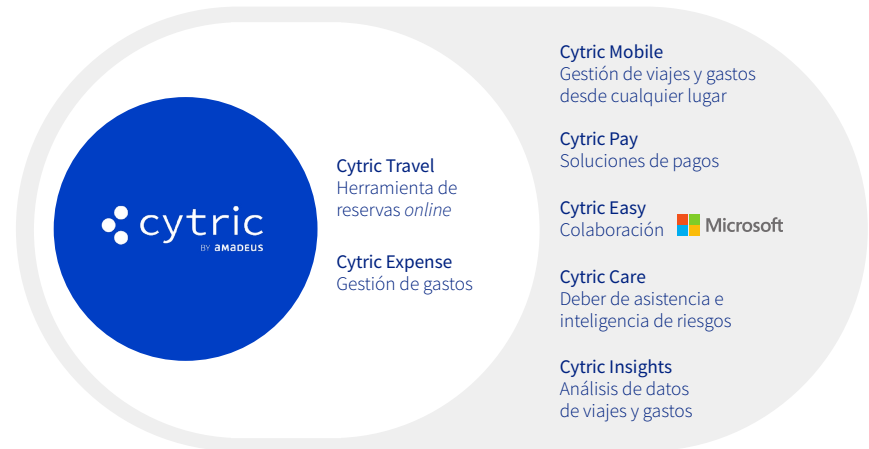 cytric
BY amadeus
Cytric Travel
Herramienta de
reservas online
Cytric Expense
Gestión de gastos
Cytric Mobile
Gestión de viajes y gastos
desde cualquier lugar
Cytric Pay
Soluciones de pagos
Cytric Easy
Colaboración Microsoft
Cytric Care
Deber de asistencia e
inteligencia de riesgos
Cytric Insights
Análisis de datos
de viajes y gastos